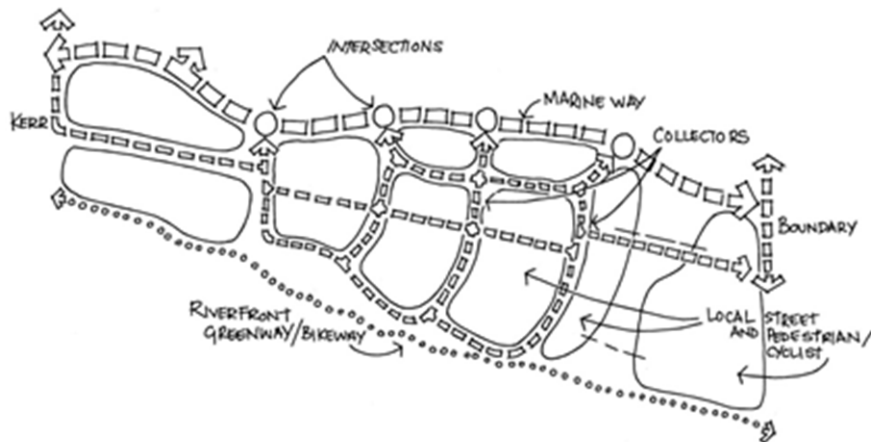 INTERSECTIONS
MARINE WAY
KERR
COLLECTORS
BOUNDARY
RIVERFRONT
GREENWAY/BIKEWAY
LOCAL STREET
AND PEDESTRIAN/
CYCLIST